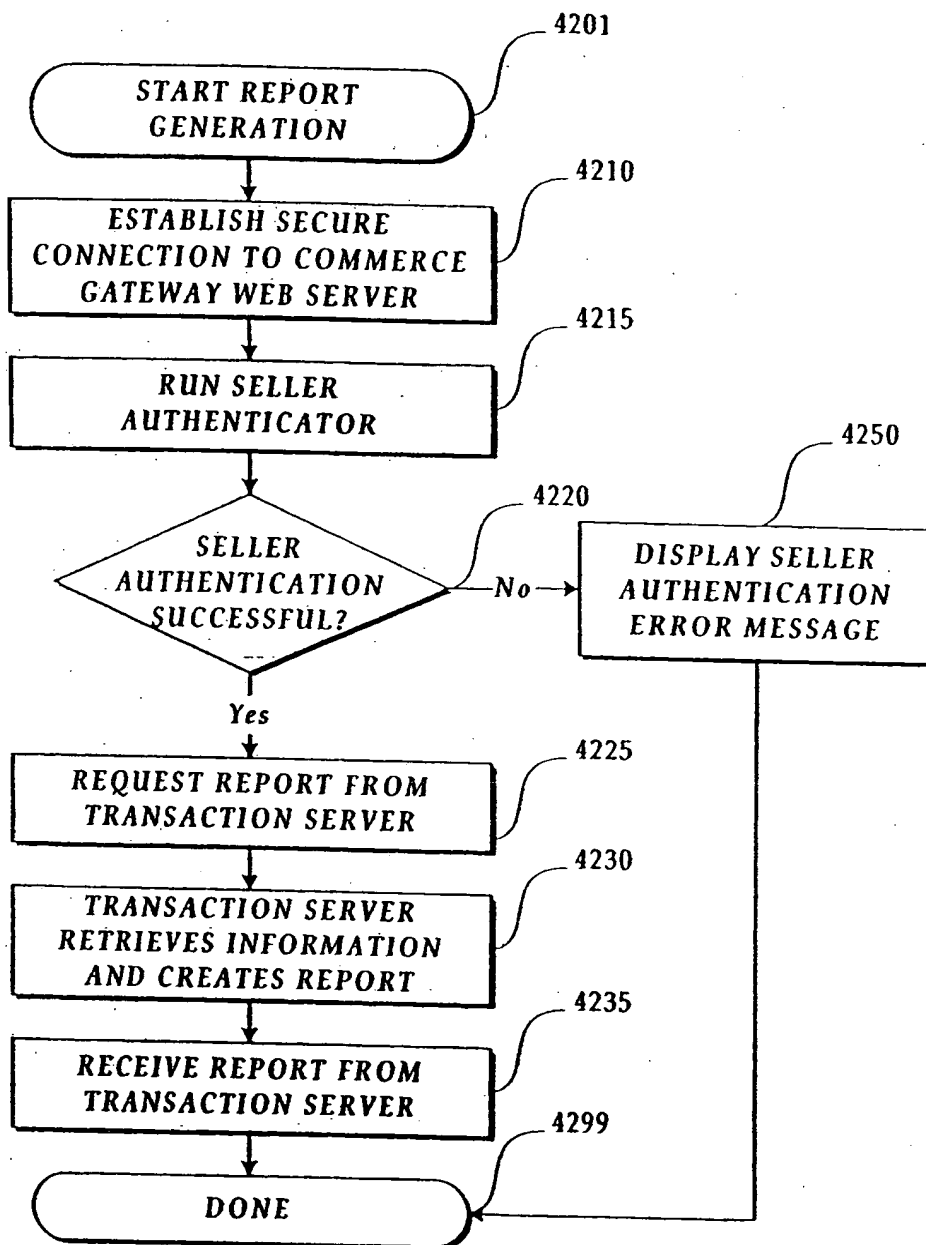 4201
START REPORT
GENERATION
4210
ESTABLISH SECURE
CONNECTION TO COMMERCE
GATEWAY WEB SERVER
4215
RUN SELLER
AUTHENTICATOR
4220
SELLER
AUTHENTICATION
SUCCESSFUL?
No
4250
DISPLAY SELLER
AUTHENTICATION
ERROR MESSAGE
Yes
4225
REQUEST REPORT FROM
TRANSACTION SERVER
4230
TRANSACTION SERVER
RETRIEVES INFORMATION
AND CREATES REPORT
4235
RECEIVE REPORT FROM
TRANSACTION SERVER
4299
DONE